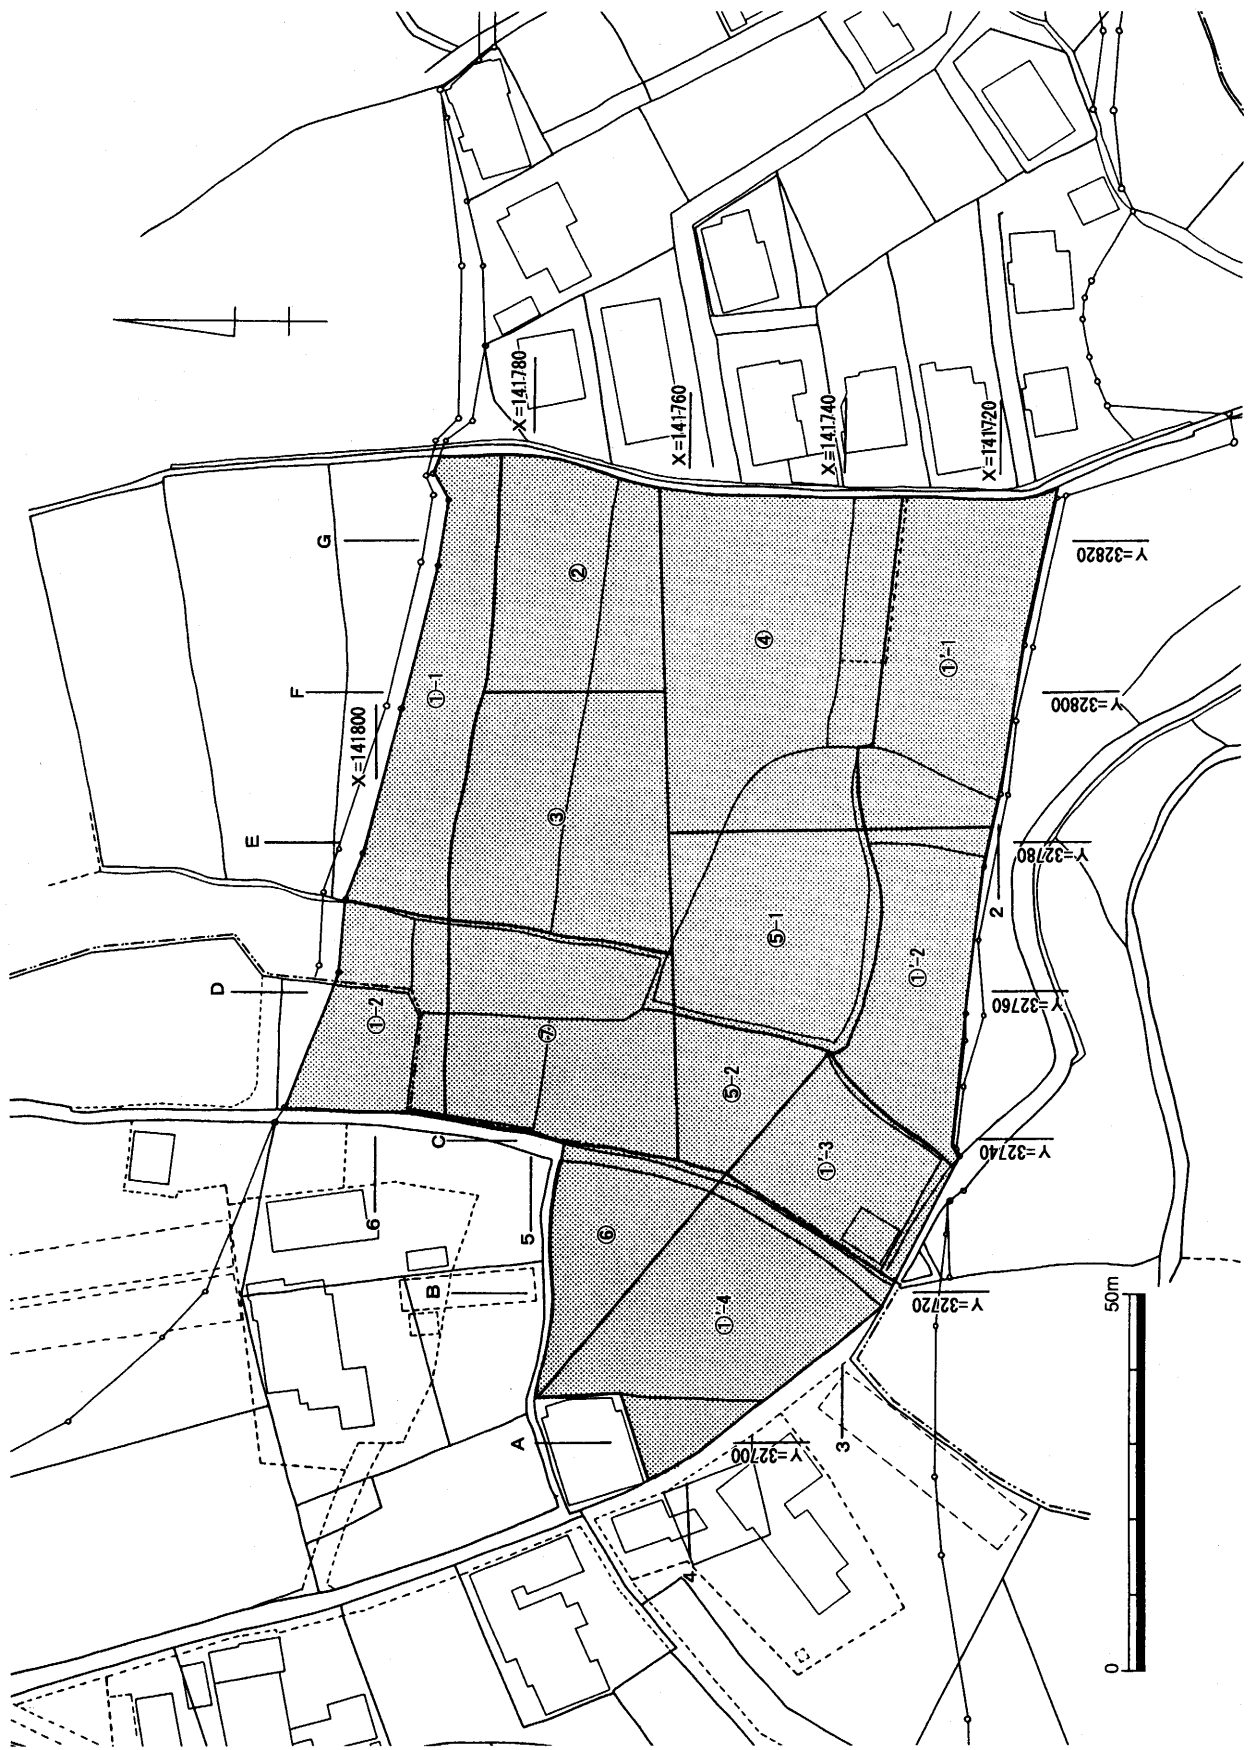 G
F
E
D
C
B
A
X=141780
X=141760
X=141740
X=141720
X=141800
②
①-1
④
①'-1
③
⑤-1
①'-2
①-2
⑦
⑤-2
①'-3
⑥
①'-4
6
5
4
3
2
Y=32820
Y=32800
Y=32780
Y=32760
Y=32740
Y=32720
Y=32700
0
50m